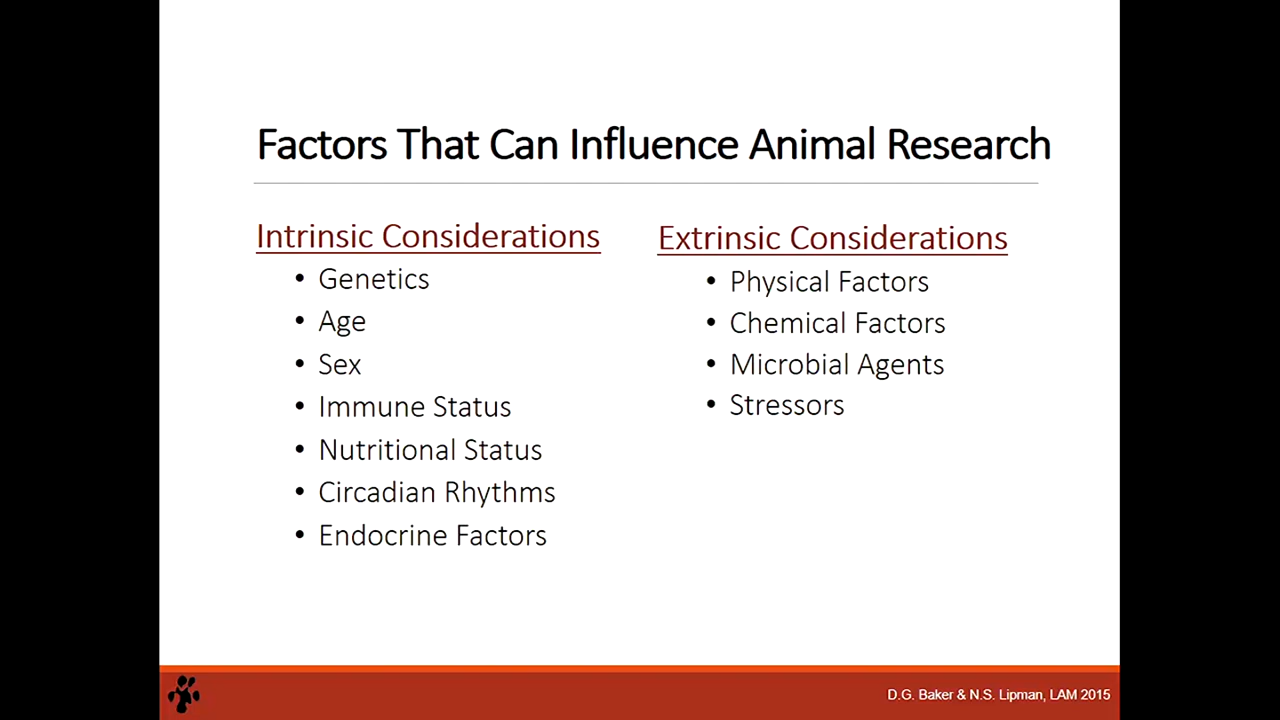 Factors That Can Influence Animal Research
Intrinsic Considerations
• Genetics
• Age
• Sex
• Immune Status
• Nutritional Status
• Circadian Rhythms
• Endocrine Factors
Extrinsic Considerations
• Physical Factors
• Chemical Factors
• Microbial Agents
• Stressors
D.G. Baker & N.S. Lipman, LAM 2015